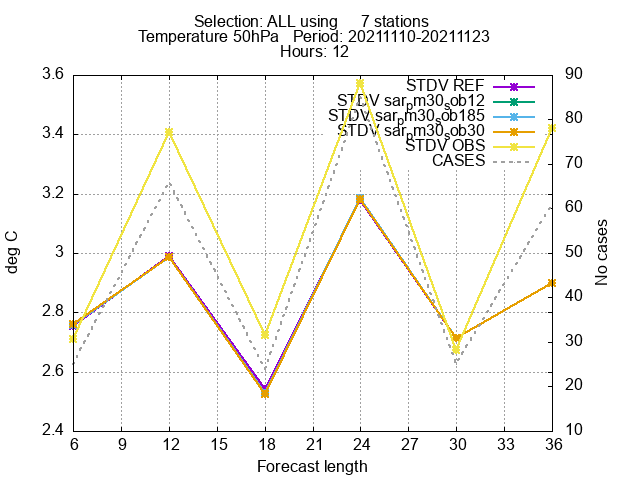 Selection: ALL using 7 stations
Temperature 50hPa Period: 20211110-20211123
Hours: 12
STDV REF
STDV sarpm30sob12
STDV sarpm30sob185
STDV sarpm30sob30
STDV OBS
CASES
3.6
3.4
3.2
3
2.8
2.6
2.4
deg C
90
80
70
60
50
40
30
20
10
No cases
6 9 12 15 18 21 24 27 30 33 36
Forecast length